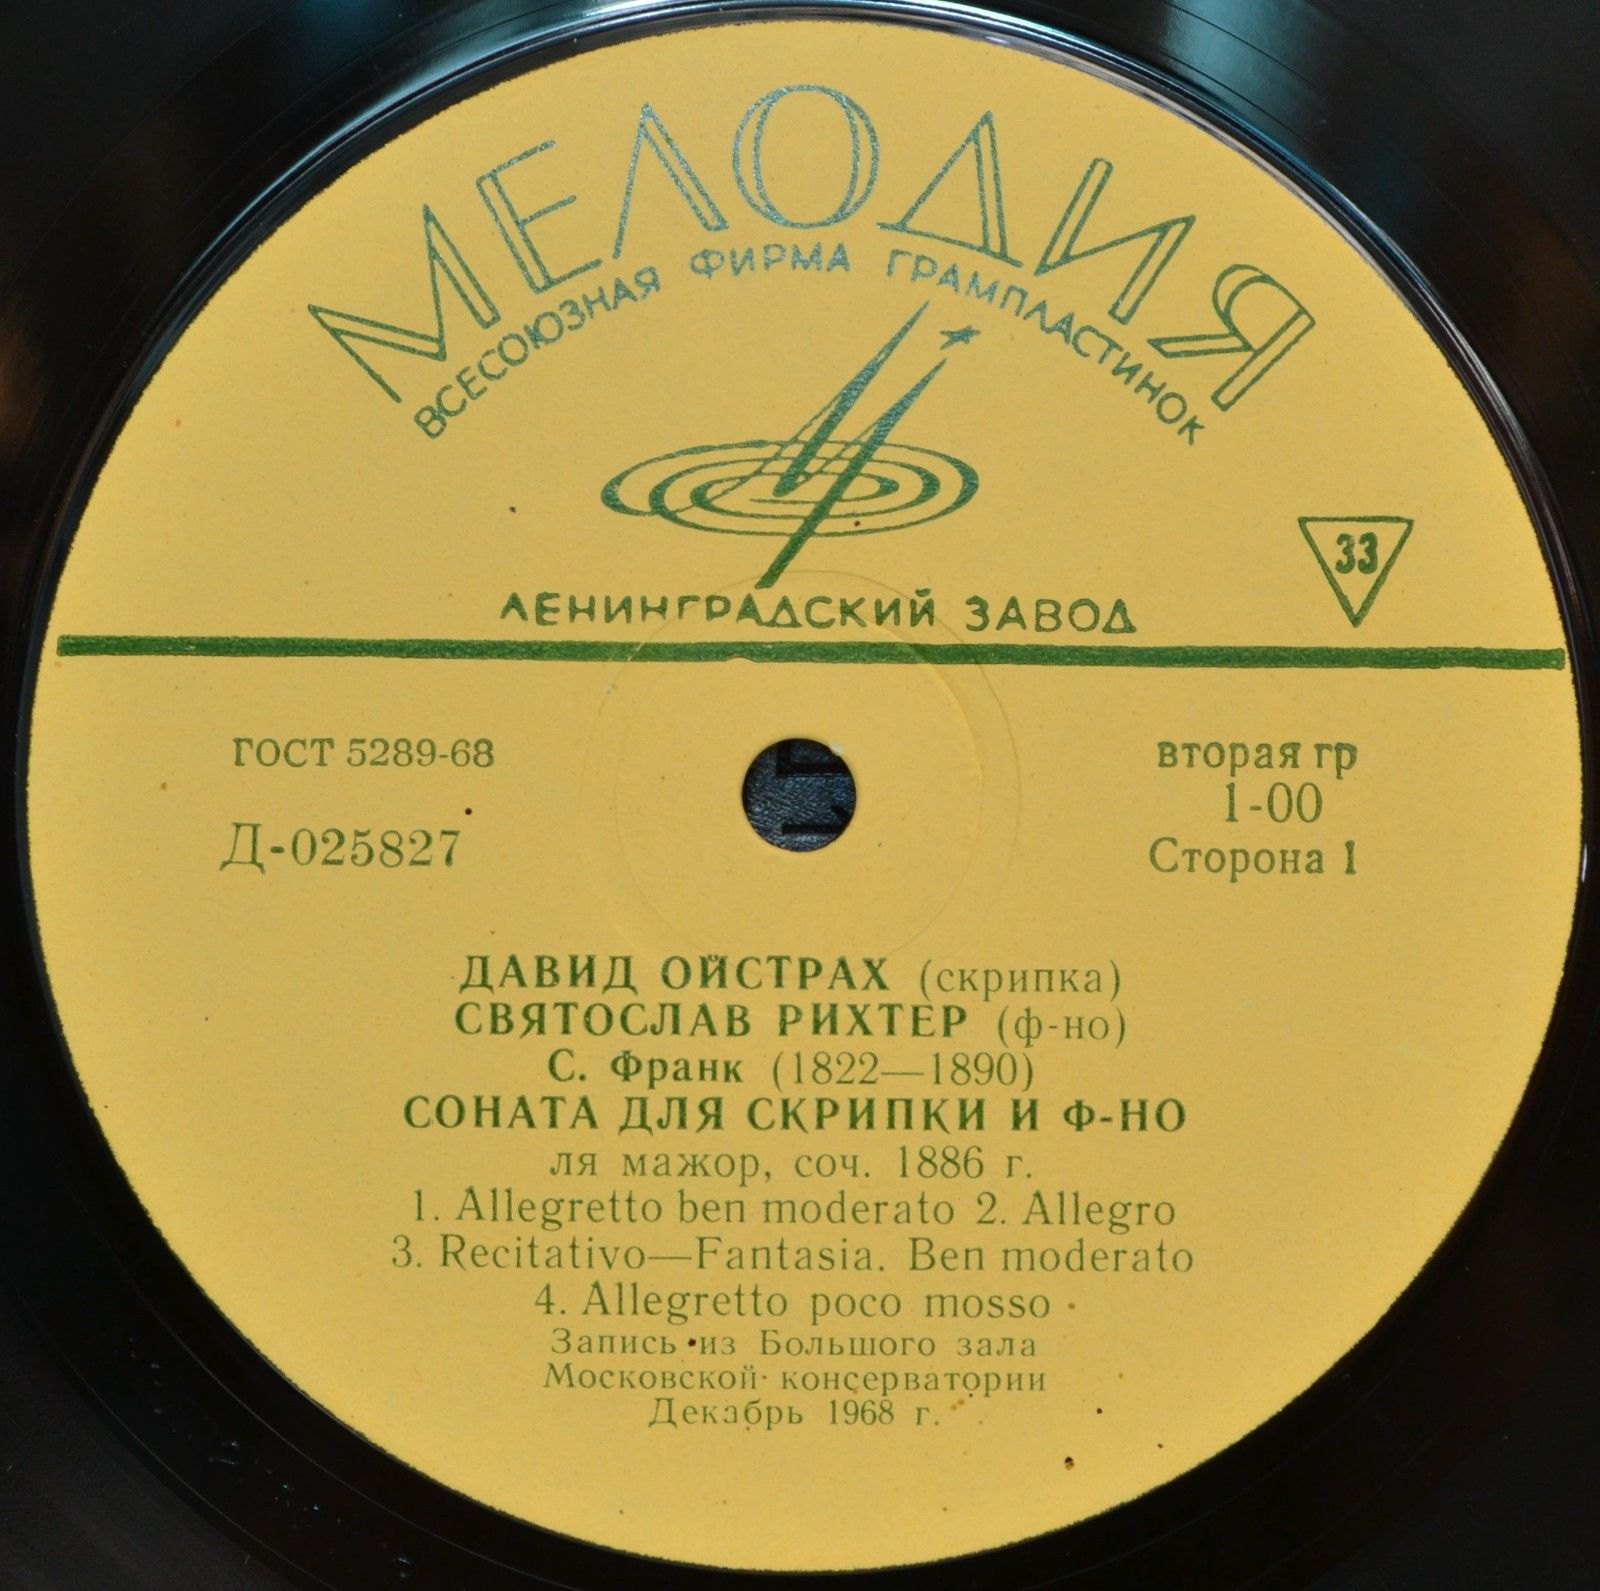 МЕЛОДИЯ
ВСЕСОЮЗНАЯ ФИРМА ГРАМПЛАСТИНОК
33
ЛЕНИНГРАДСКИЙ ЗАВОД
ГОСТ 5289-68
вторая гр
1-00
Д-025827
Сторона 1
ДАВИД ОЙСТРАХ (скрипка)
СВЯТОСЛАВ РИХТЕР (ф-но)
С. Франк (1822—1890)
СОНАТА ДЛЯ СКРИПКИ И Ф-НО
ля мажор, соч. 1886 г.
1. Allegretto ben moderato 2. Allegro
3. Recitativo—Fantasia. Ben moderato
4. Allegretto poco mosso
Запись из Большого зала
Московской консерватории
Декабрь 1968 г.